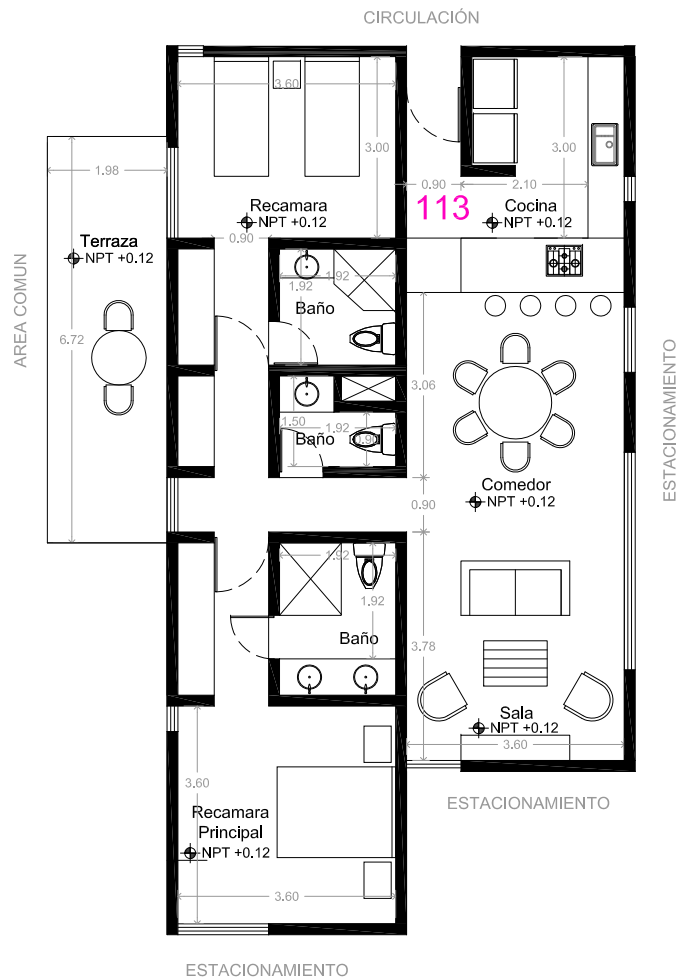 CIRCULACIÓN
3.60
3.00
3.00
1.98
0.90
2.10
Recamara
NPT +0.12
113
Cocina
NPT +0.12
0.90
Terraza
NPT +0.12
1.92
1.92
Baño
AREA COMUN
6.72
ESTACIONAMIENTO
3.06
1.50
1.92
0.90
Baño
Comedor
NPT +0.12
0.90
1.92
1.92
Baño
3.78
Sala
NPT +0.12
3.60
3.60
ESTACIONAMIENTO
Recamara
Principal
NPT +0.12
3.60
ESTACIONAMIENTO